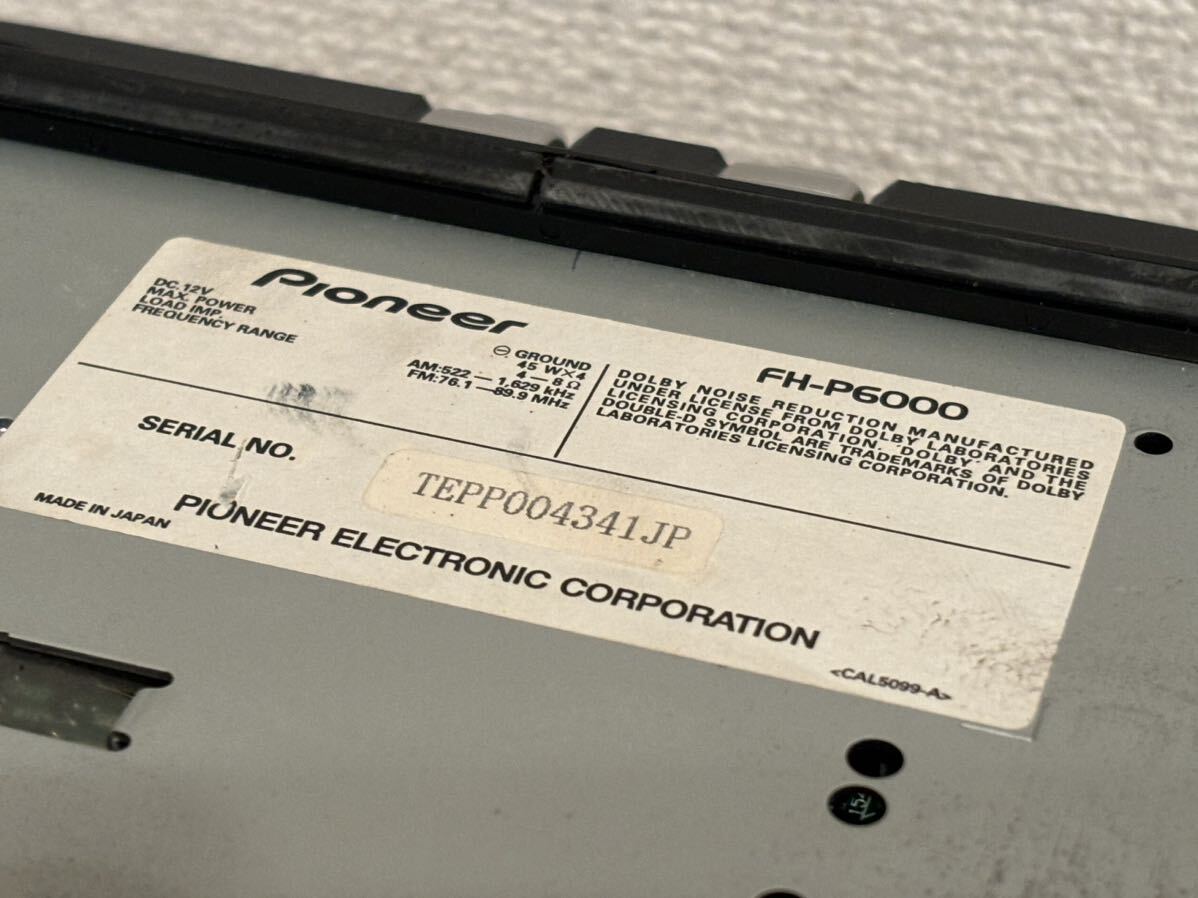 Pioneer
FH-P6000
DC 12V
⊖ GROUND
MAX. POWER
45 W×4
LOAD IMP.
4 — 8 Ω
FREQUENCY RANGE
AM:522 — 1,629 kHz
FM:76.1 — 89.9 MHz
DOLBY NOISE REDUCTION MANUFACTURED
UNDER LICENSE FROM DOLBY LABORATORIES
LICENSING CORPORATION. "DOLBY" AND THE
DOUBLE-D SYMBOL ARE TRADEMARKS OF DOLBY
LABORATORIES LICENSING CORPORATION.
SERIAL NO.
TEPP004341JP
PIONEER ELECTRONIC CORPORATION
MADE IN JAPAN
<CAL5099-A>
15